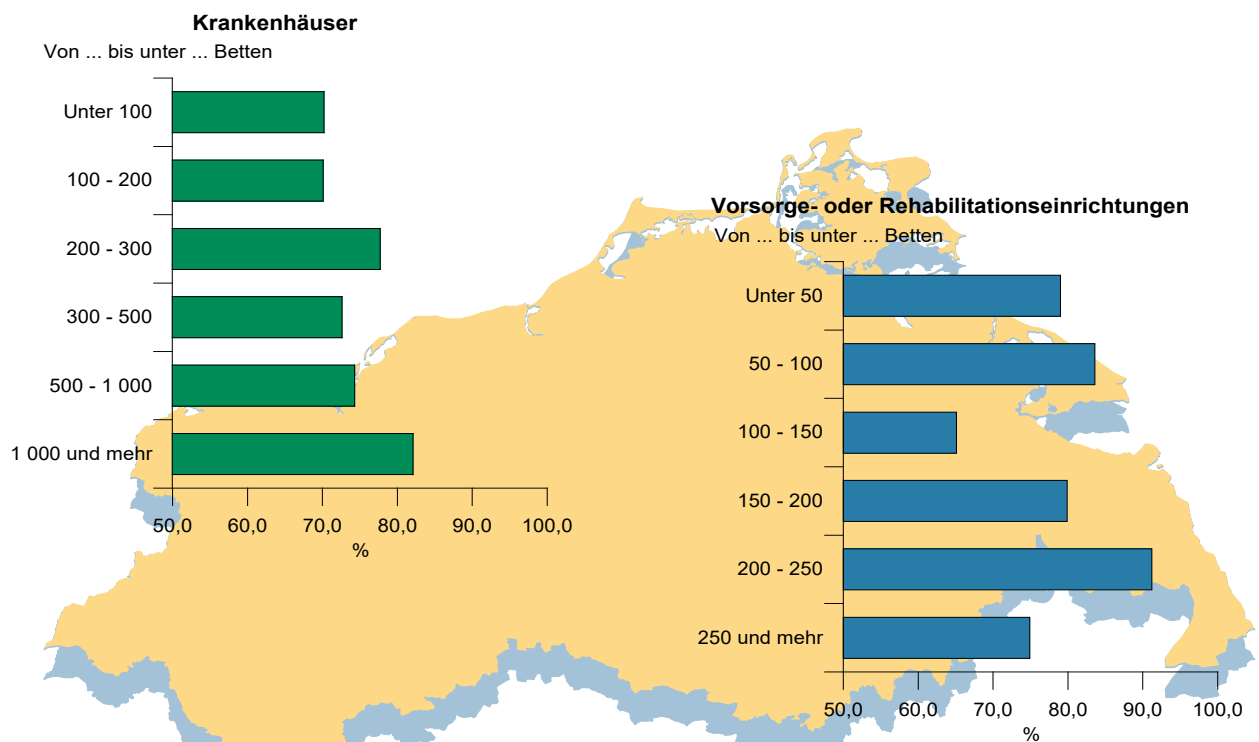 Krankenhäuser
Von ... bis unter ... Betten
Unter 100
100 - 200
200 - 300
300 - 500
500 - 1 000
1 000 und mehr
50,0 60,0 70,0 80,0 90,0 100,0
%
Vorsorge- oder Rehabilitationseinrichtungen
Von ... bis unter ... Betten
Unter 50
50 - 100
100 - 150
150 - 200
200 - 250
250 und mehr
50,0 60,0 70,0 80,0 90,0 100,0
%